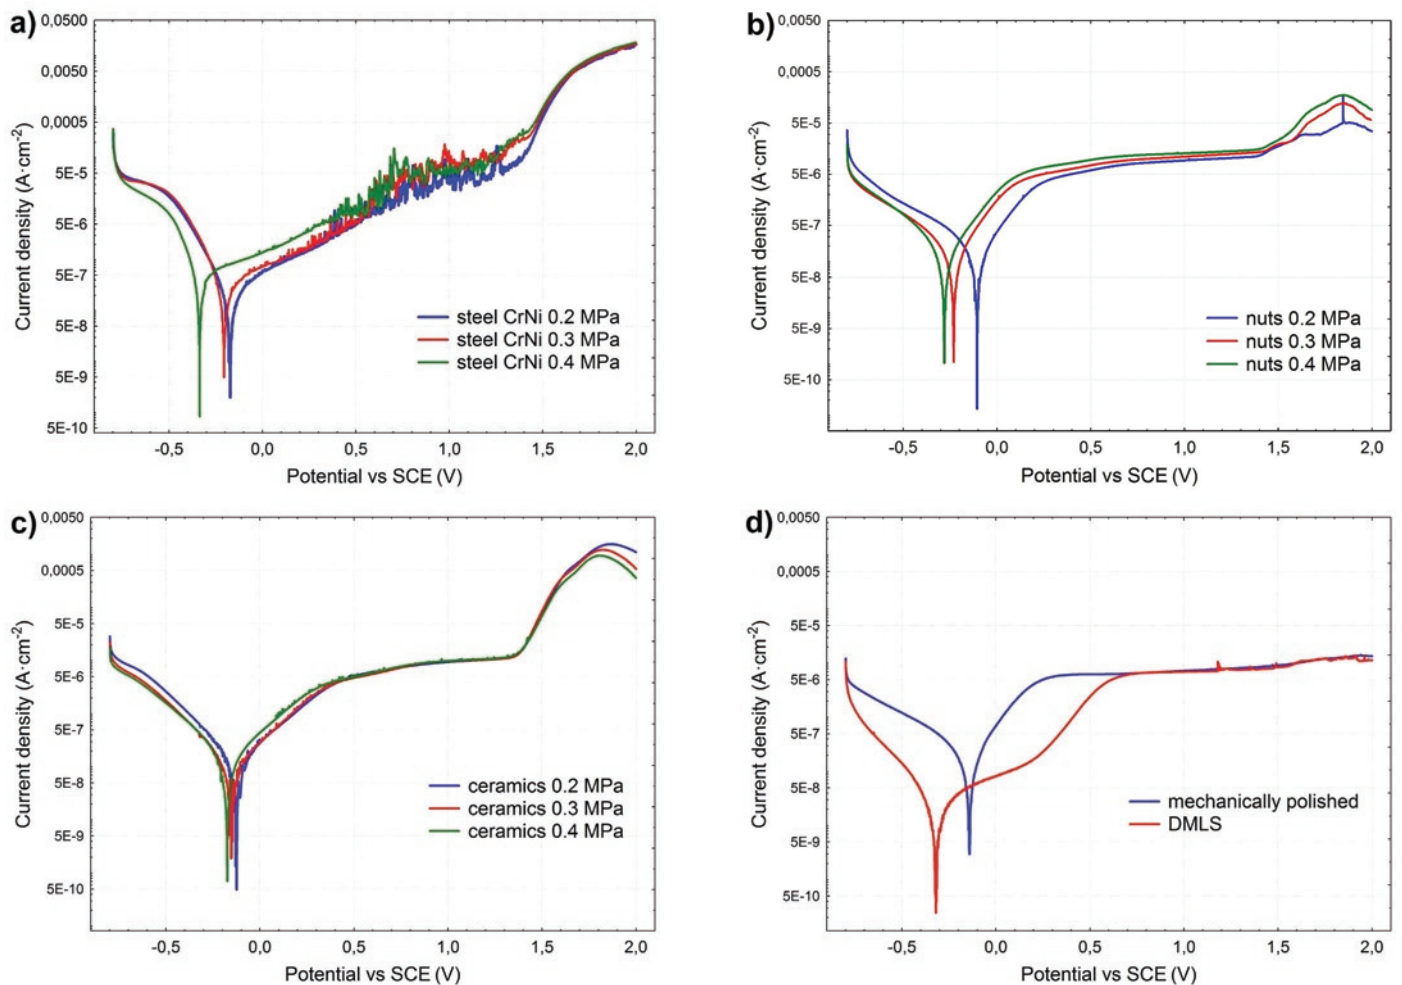 a)
0,0500
0,0050
0,0005
5E-5
5E-6
5E-7
5E-8
5E-9
5E-10
Current density (A·cm-2)
steel CrNi 0.2 MPa
steel CrNi 0.3 MPa
steel CrNi 0.4 MPa
-0,5 0,0 0,5 1,0 1,5 2,0
Potential vs SCE (V)
b)
0,0050
0,0005
5E-5
5E-6
5E-7
5E-8
5E-9
5E-10
Current density (A·cm-2)
nuts 0.2 MPa
nuts 0.3 MPa
nuts 0.4 MPa
-0,5 0,0 0,5 1,0 1,5 2,0
Potential vs SCE (V)
c)
0,0050
0,0005
5E-5
5E-6
5E-7
5E-8
5E-9
5E-10
Current density (A·cm-2)
ceramics 0.2 MPa
ceramics 0.3 MPa
ceramics 0.4 MPa
-0,5 0,0 0,5 1,0 1,5 2,0
Potential vs SCE (V)
d)
0,0050
0,0005
5E-5
5E-6
5E-7
5E-8
5E-9
5E-10
Current density (A·cm-2)
mechanically polished
DMLS
-0,5 0,0 0,5 1,0 1,5 2,0
Potential vs SCE (V)